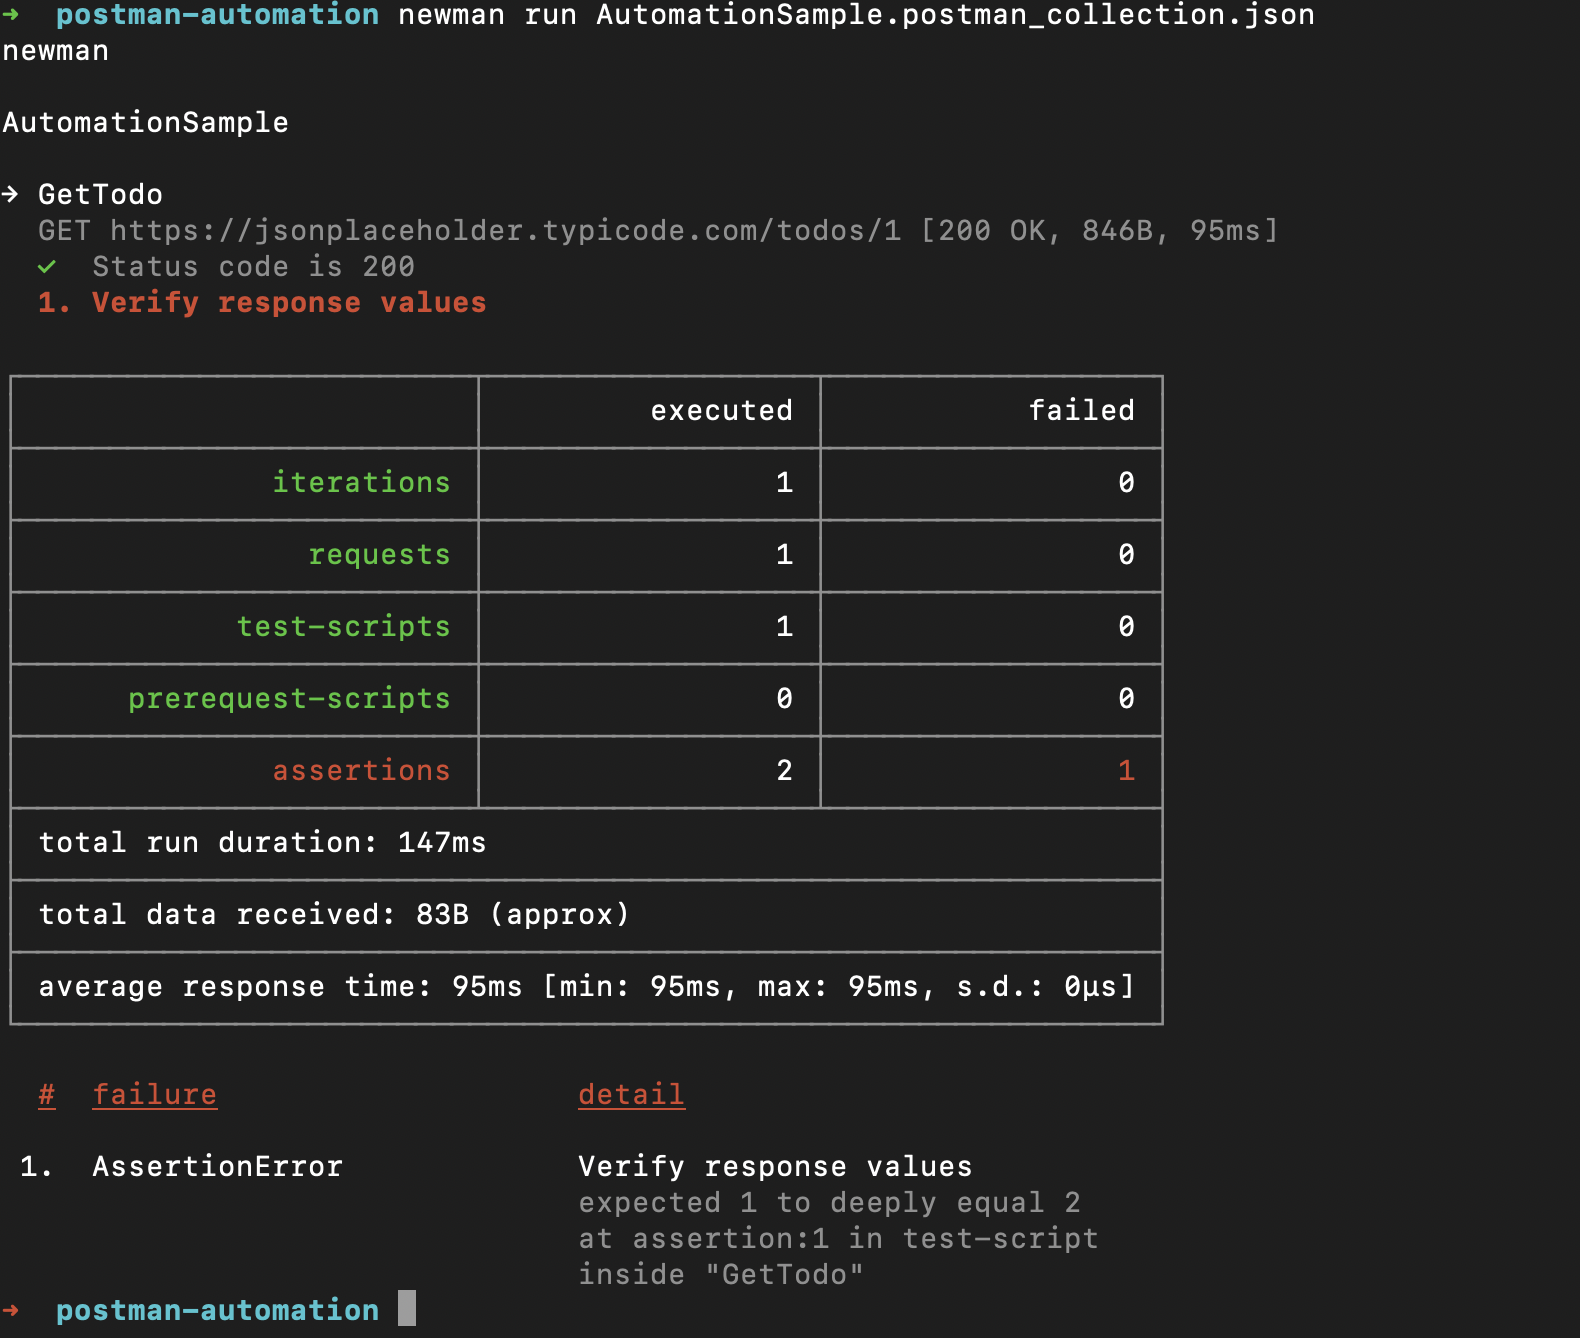 → postman-automation newman run AutomationSample.postman_collection.json
newman
AutomationSample
→ GetTodo
GET https://jsonplaceholder.typicode.com/todos/1 [200 OK, 846B, 95ms]
✓ Status code is 200
1. Verify response values
executed failed
iterations 1 0
requests 1 0
test-scripts 1 0
prerequest-scripts 0 0
assertions 2 1
total run duration: 147ms
total data received: 83B (approx)
average response time: 95ms [min: 95ms, max: 95ms, s.d.: 0µs]
# failure detail
1. AssertionError Verify response values
expected 1 to deeply equal 2
at assertion:1 in test-script
inside "GetTodo"
→ postman-automation